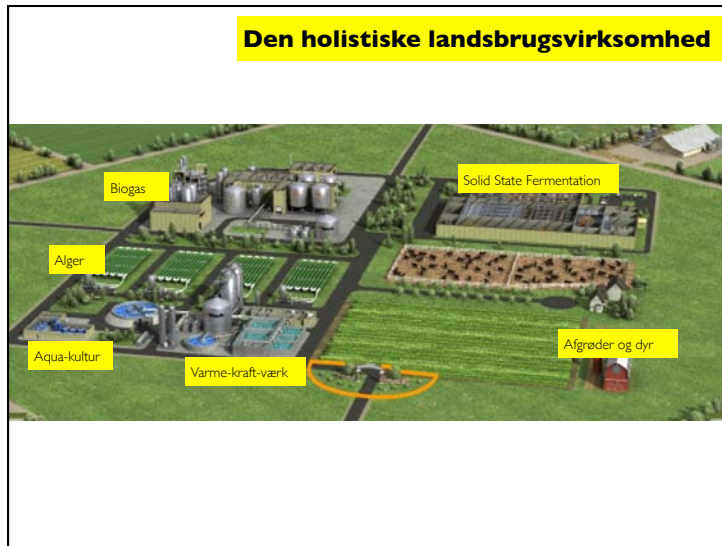 Den holistiske landsbrugsvirksomhed
Solid State Fermentation
Biogas
Alger
Aqua-kultur
Varme-kraft-værk
Afgrøder og dyr